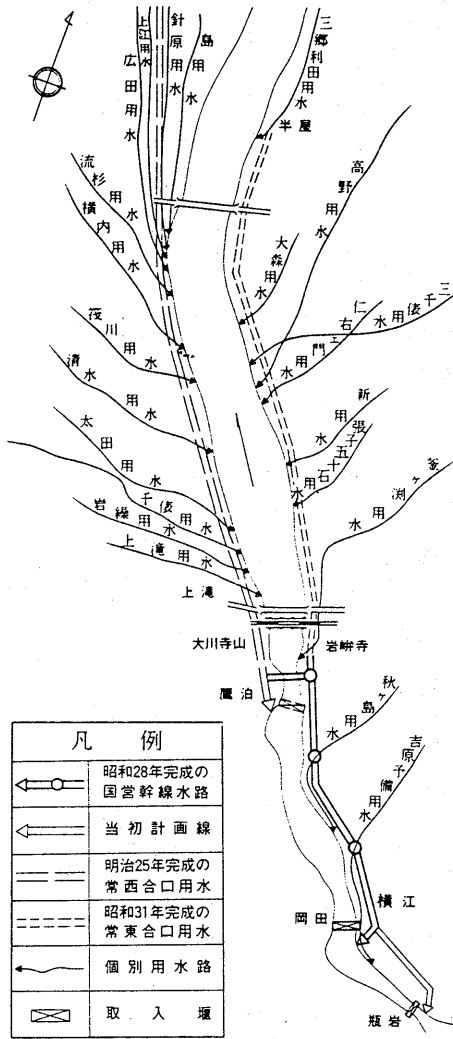 上江用水
広田用水
針原用水
島用水
三郷利田用水
半屋
流杉用水
横内用水
筏川用水
清水用水
太田用水
千俵用水
岩繰用水
上滝用水
高野用水
大森用水
三千俵用水
仁右ェ門用水
新張用水
五十石用水
釜ヶ渕用水
上滝
大川寺山
岩峅寺
鷹泊
秋ヶ島用水
吉原予備用水
横江
岡田
瓶岩
凡例
昭和28年完成の
国営幹線水路
当初計画線
明治25年完成の
常西合口用水
昭和31年完成の
常東合口用水
個別用水路
取入堰